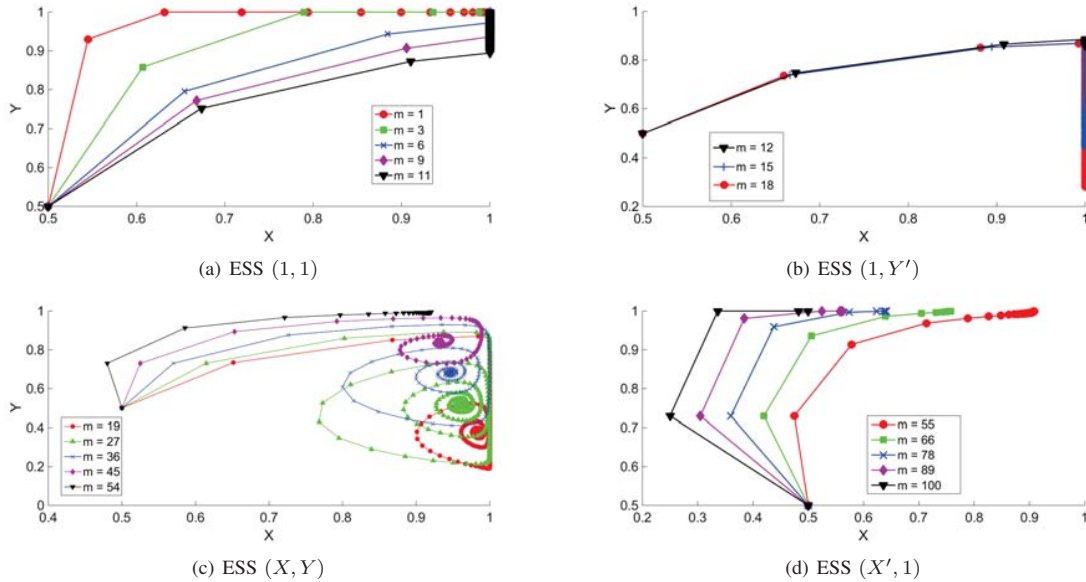 1
0.9
0.8
0.7
0.6
0.5
Y
m = 1
m = 3
m = 6
m = 9
m = 11
0.5 0.6 0.7 0.8 0.9 1
X
(a) ESS (1, 1)
1
0.8
0.6
0.4
0.2
Y
m = 12
m = 15
m = 18
0.5 0.6 0.7 0.8 0.9 1
X
(b) ESS (1, Y′)
1
0.8
0.6
0.4
0.2
0
Y
m = 19
m = 27
m = 36
m = 45
m = 54
0.4 0.5 0.6 0.7 0.8 0.9 1
X
(c) ESS (X, Y)
1
0.9
0.8
0.7
0.6
0.5
Y
m = 55
m = 66
m = 78
m = 89
m = 100
0.2 0.3 0.4 0.5 0.6 0.7 0.8 0.9 1
X
(d) ESS (X′, 1)